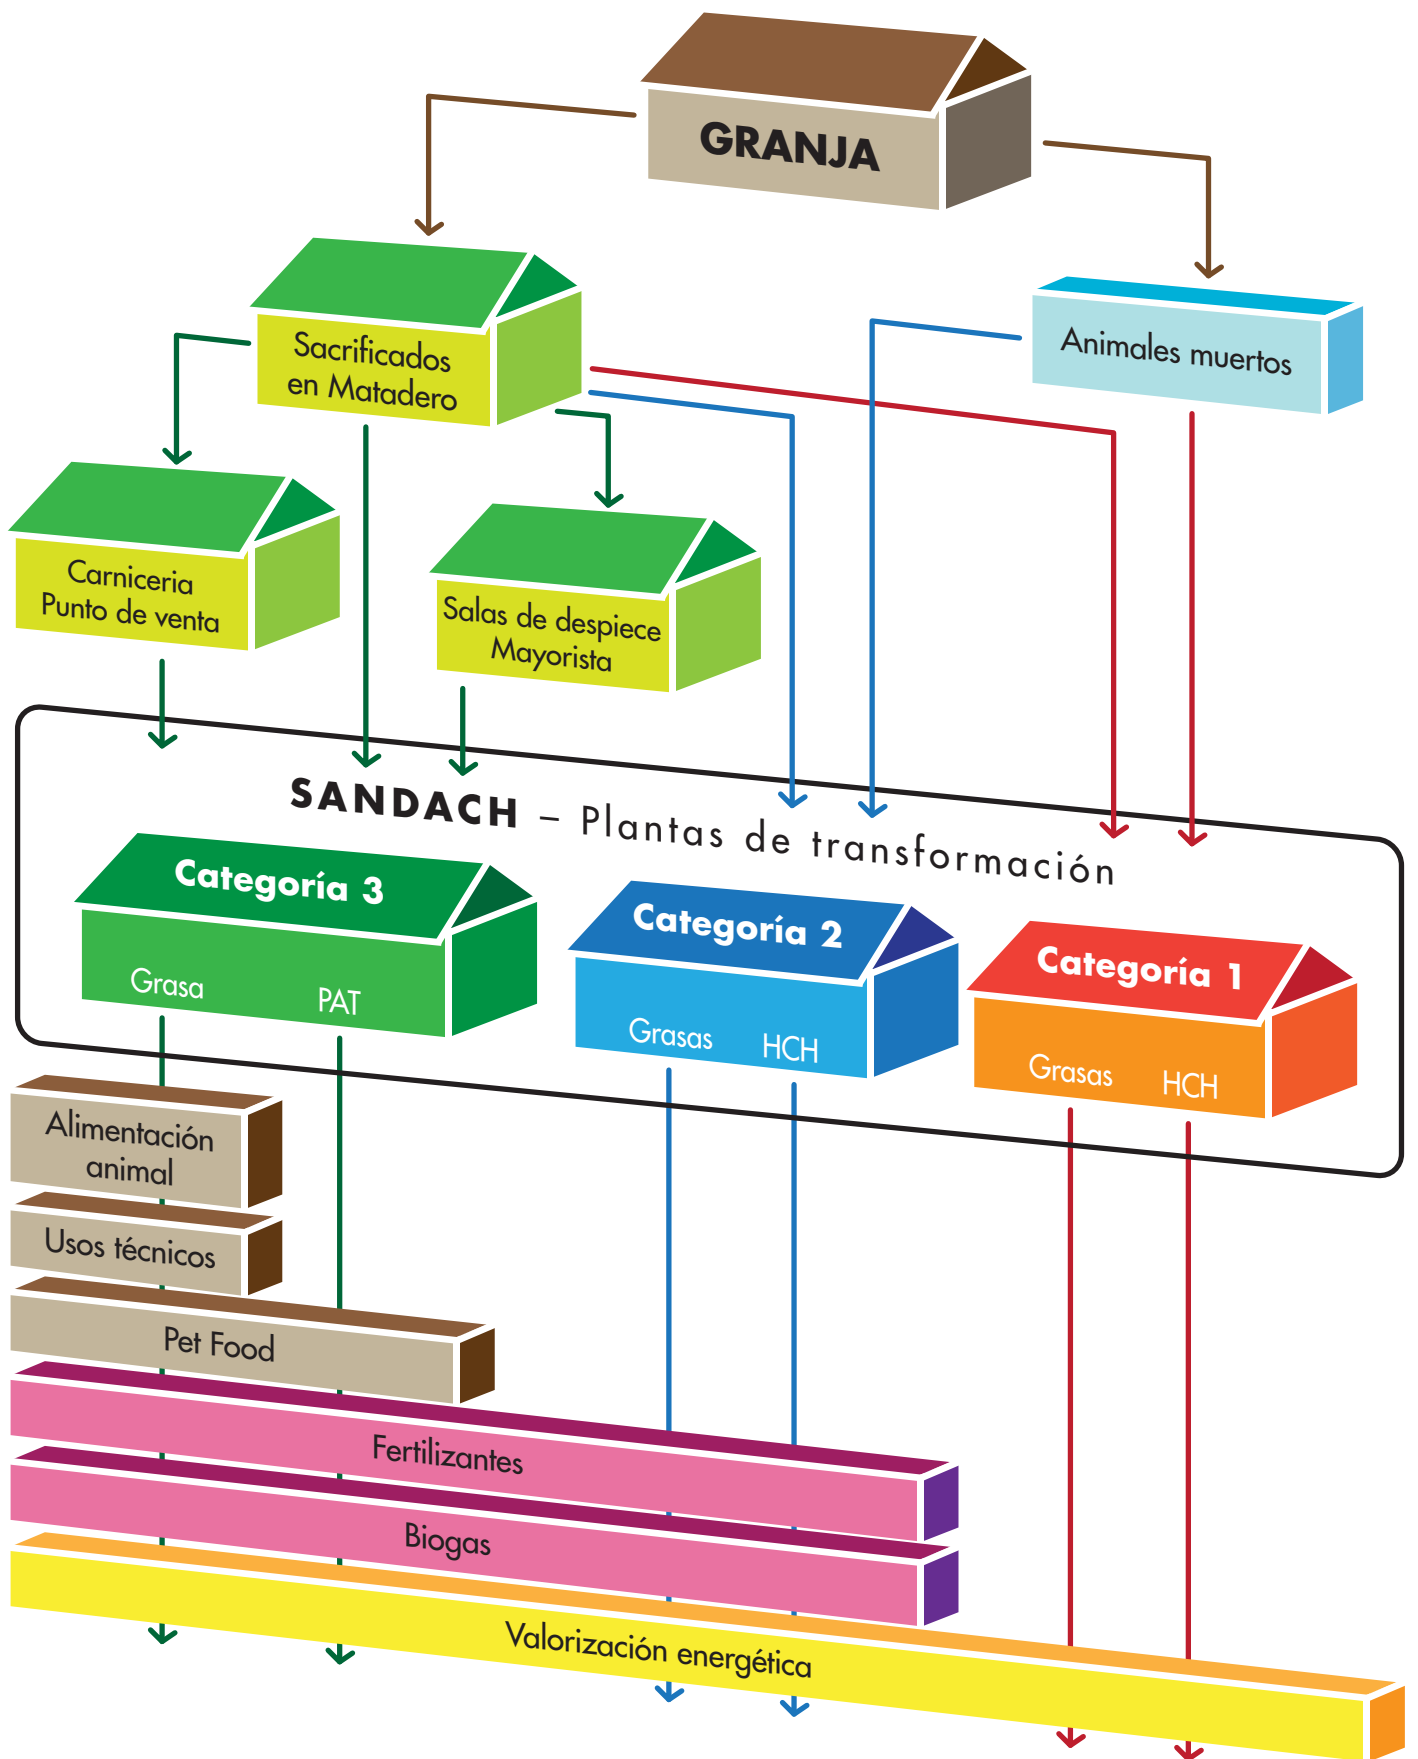 GRANJA
Sacrificados
en Matadero
Animales muertos
Carniceria
Punto de venta
Salas de despiece
Mayorista
SANDACH – Plantas de transformación
Categoría 3
Grasa PAT
Categoría 2
Grasas HCH
Categoría 1
Grasas HCH
Alimentación
animal
Usos técnicos
Pet Food
Fertilizantes
Biogas
Valorización energética